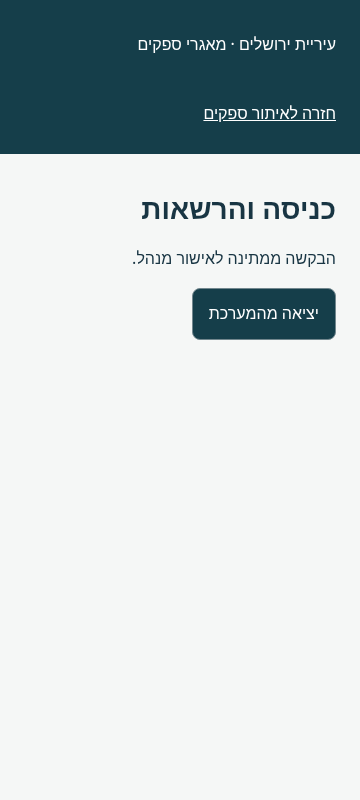 עיריית ירושלים · מאגרי ספקים
חזרה לאיתור ספקים
כניסה והרשאות
הבקשה ממתינה לאישור מנהל.
יציאה מהמערכת